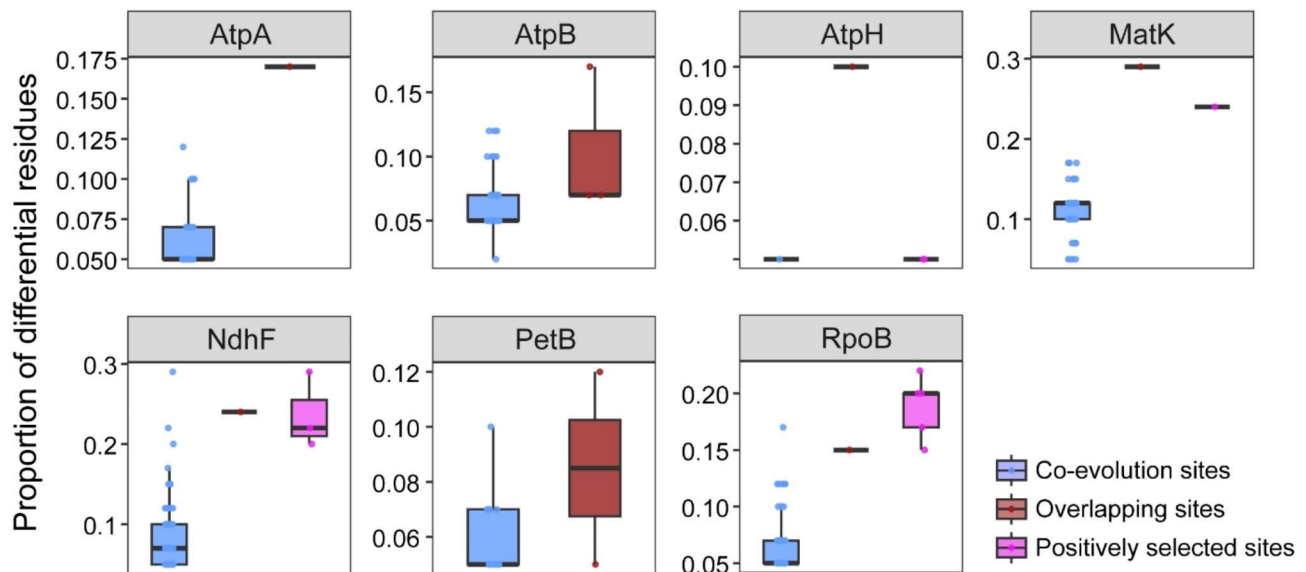 Proportion of differential residues
AtpA
0.175
0.150
0.125
0.100
0.075
0.050
AtpB
0.15
0.10
0.05
AtpH
0.10
0.09
0.08
0.07
0.06
MatK
0.3
0.2
0.1
NdhF
0.3
0.2
0.1
PetB
0.12
0.10
0.08
0.06
RpoB
0.20
0.15
0.10
0.05
Co-evolution sites
Overlapping sites
Positively selected sites